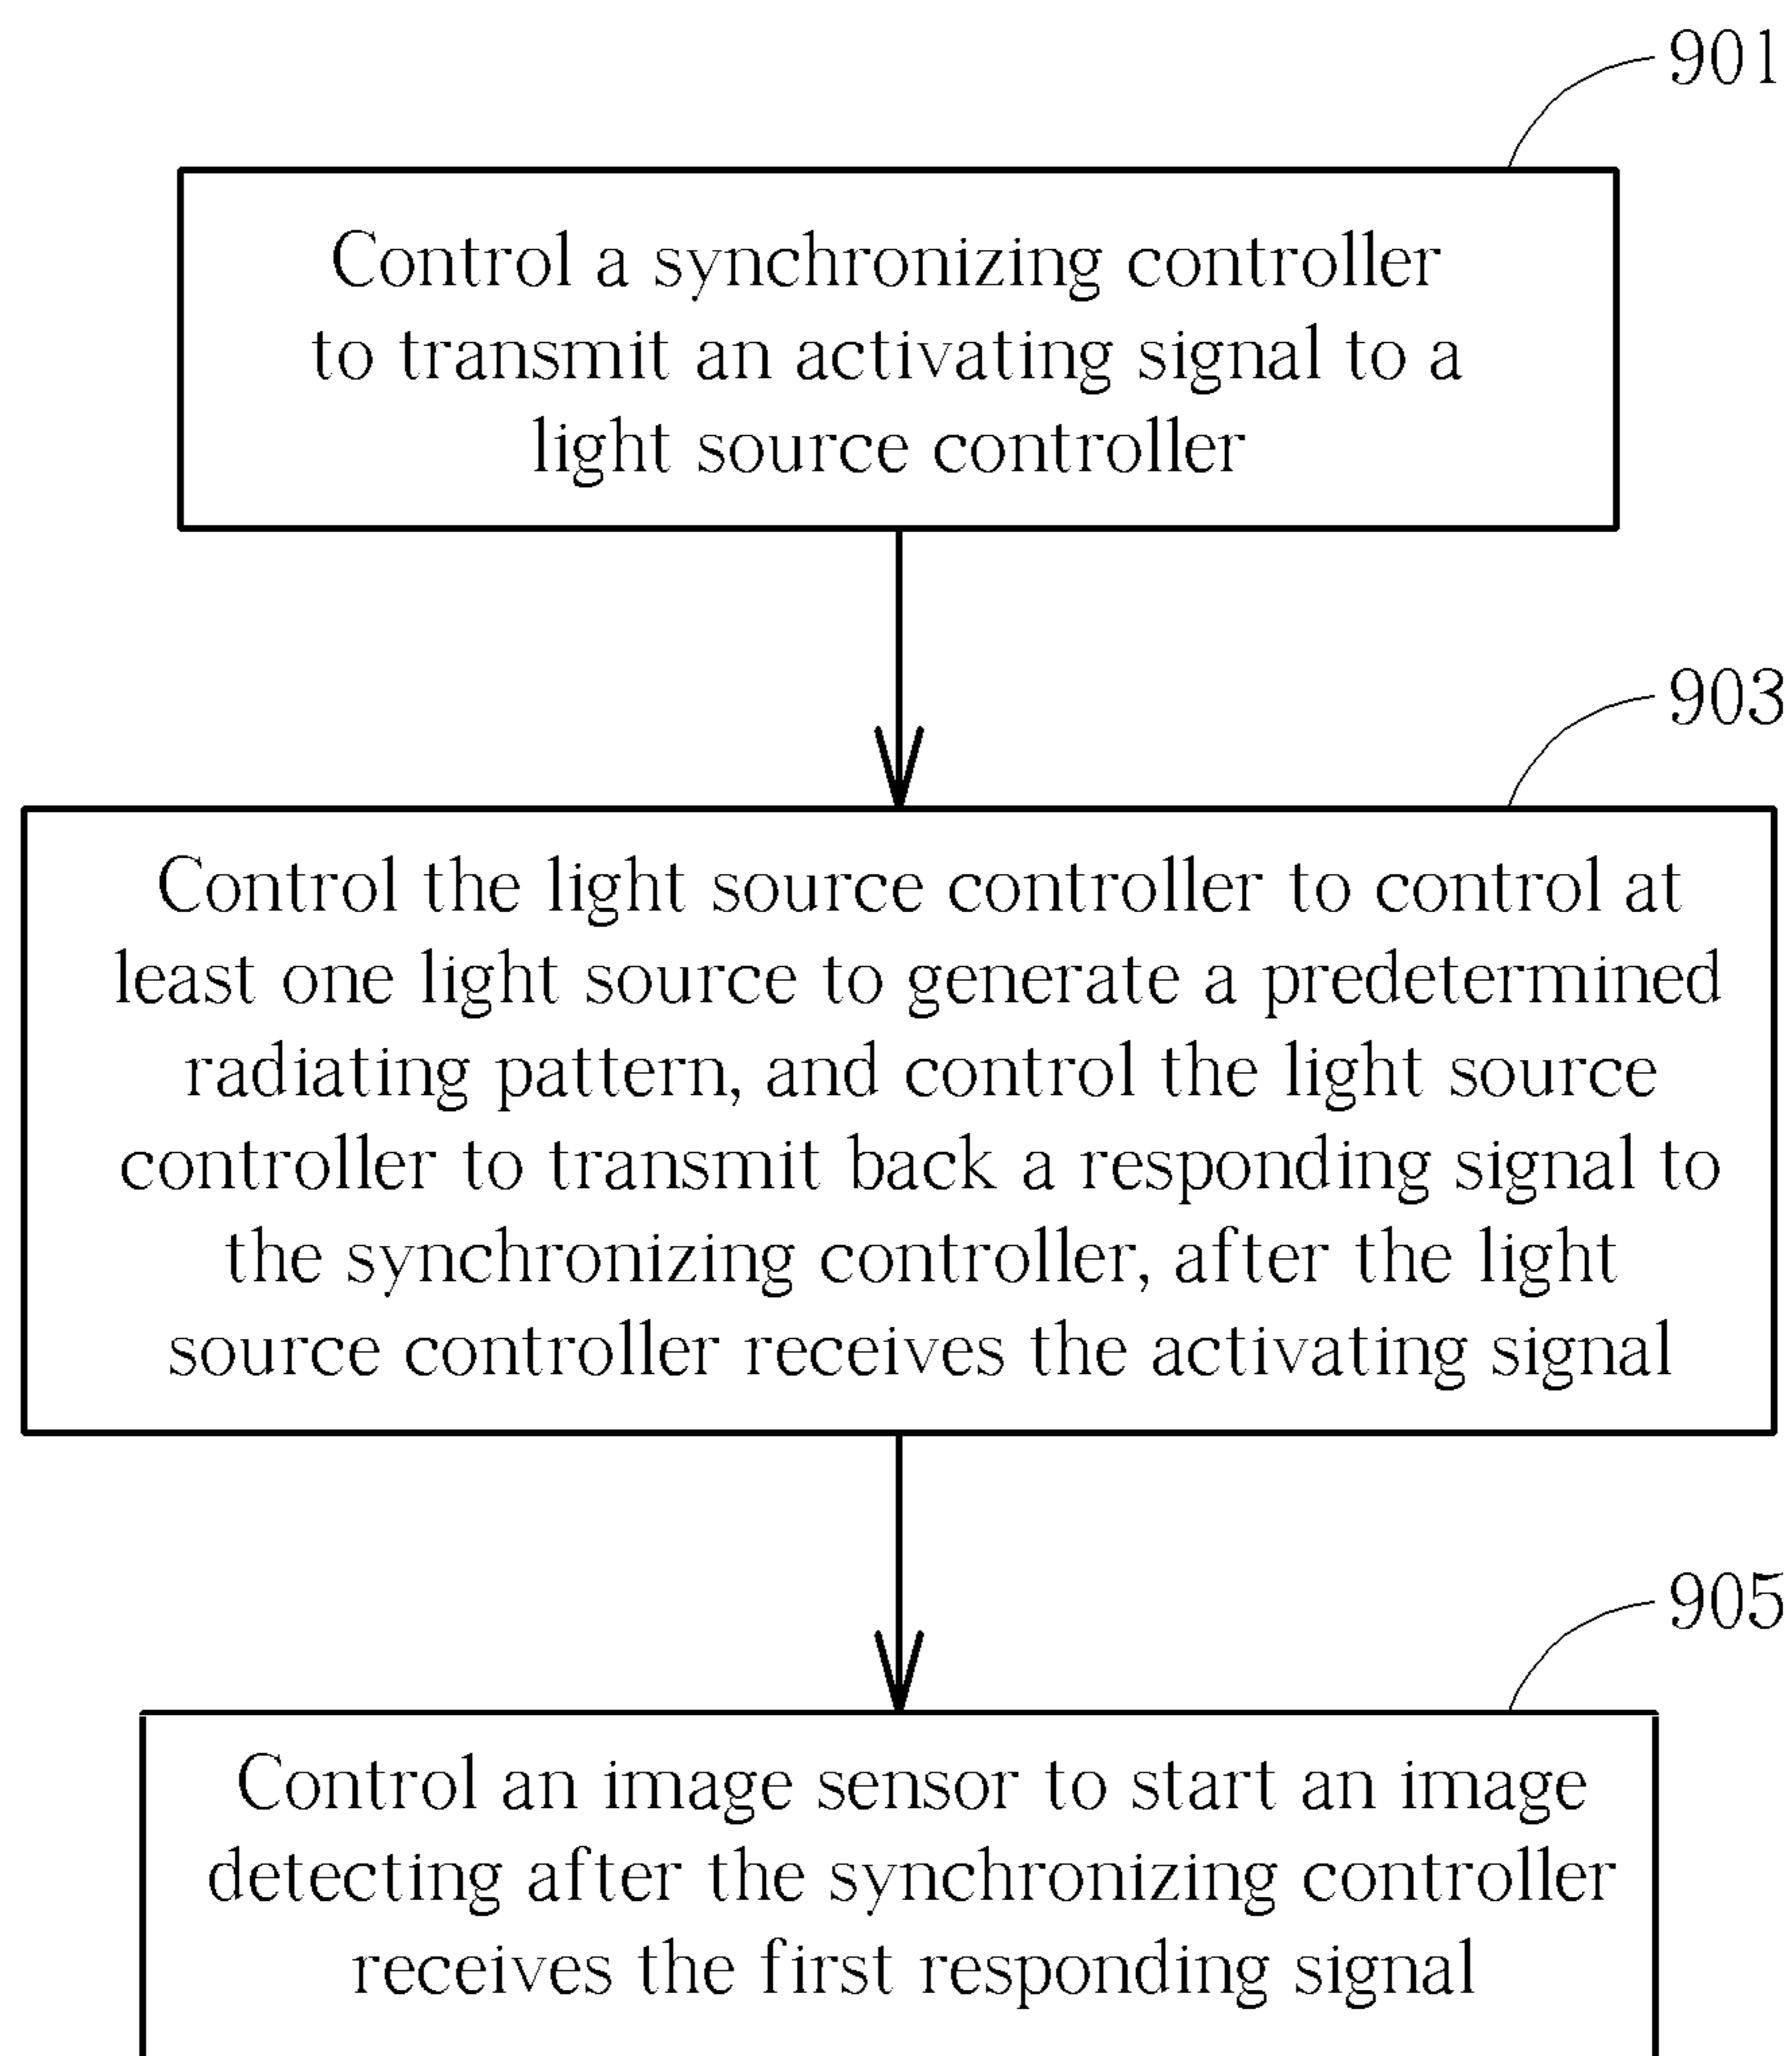 901
Control a synchronizing controller
to transmit an activating signal to a
light source controller
903
Control the light source controller to control at
least one light source to generate a predetermined
radiating pattern, and control the light source
controller to transmit back a responding signal to
the synchronizing controller, after the light
source controller receives the activating signal
905
Control an image sensor to start an image
detecting after the synchronizing controller
receives the first responding signal